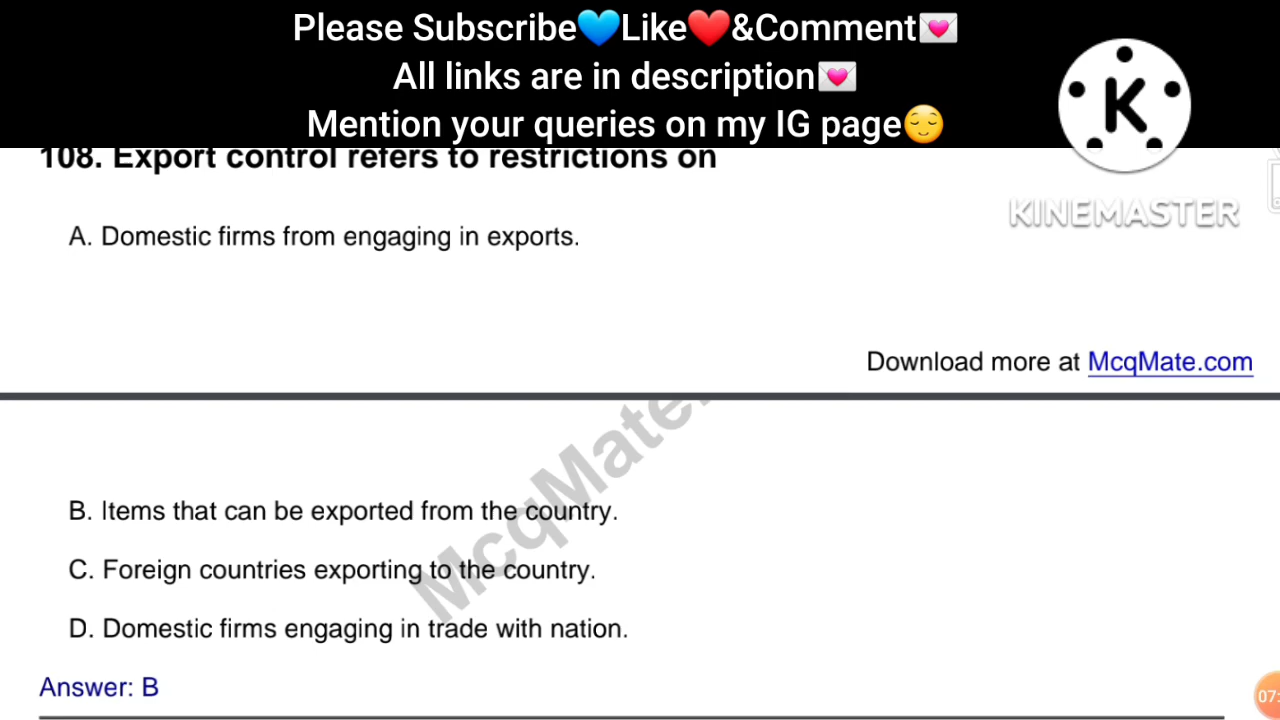 Please Subscribe💙Like❤️&Comment💌
All links are in description💌
Mention your queries on my IG page😌
K
KINEMASTER
108. Export control refers to restrictions on
A. Domestic firms from engaging in exports.
Download more at McqMate.com
McqMate.
B. Items that can be exported from the country.
C. Foreign countries exporting to the country.
D. Domestic firms engaging in trade with nation.
Answer: B